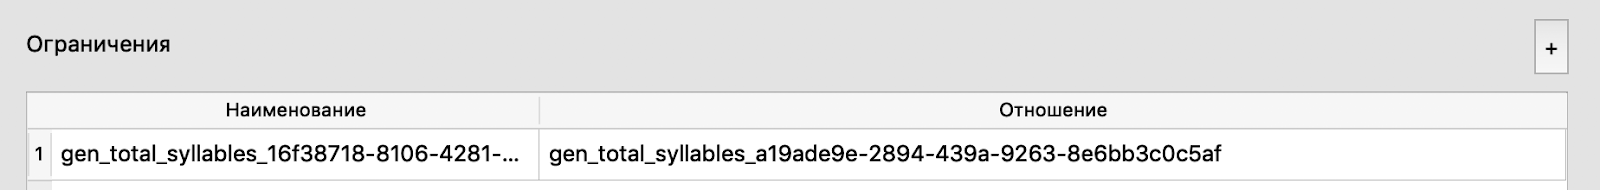 Ограничения
+
Наименование Отношение
1 gen_total_syllables_16f38718-8106-4281-... gen_total_syllables_a19ade9e-2894-439a-9263-8e6bb3c0c5af